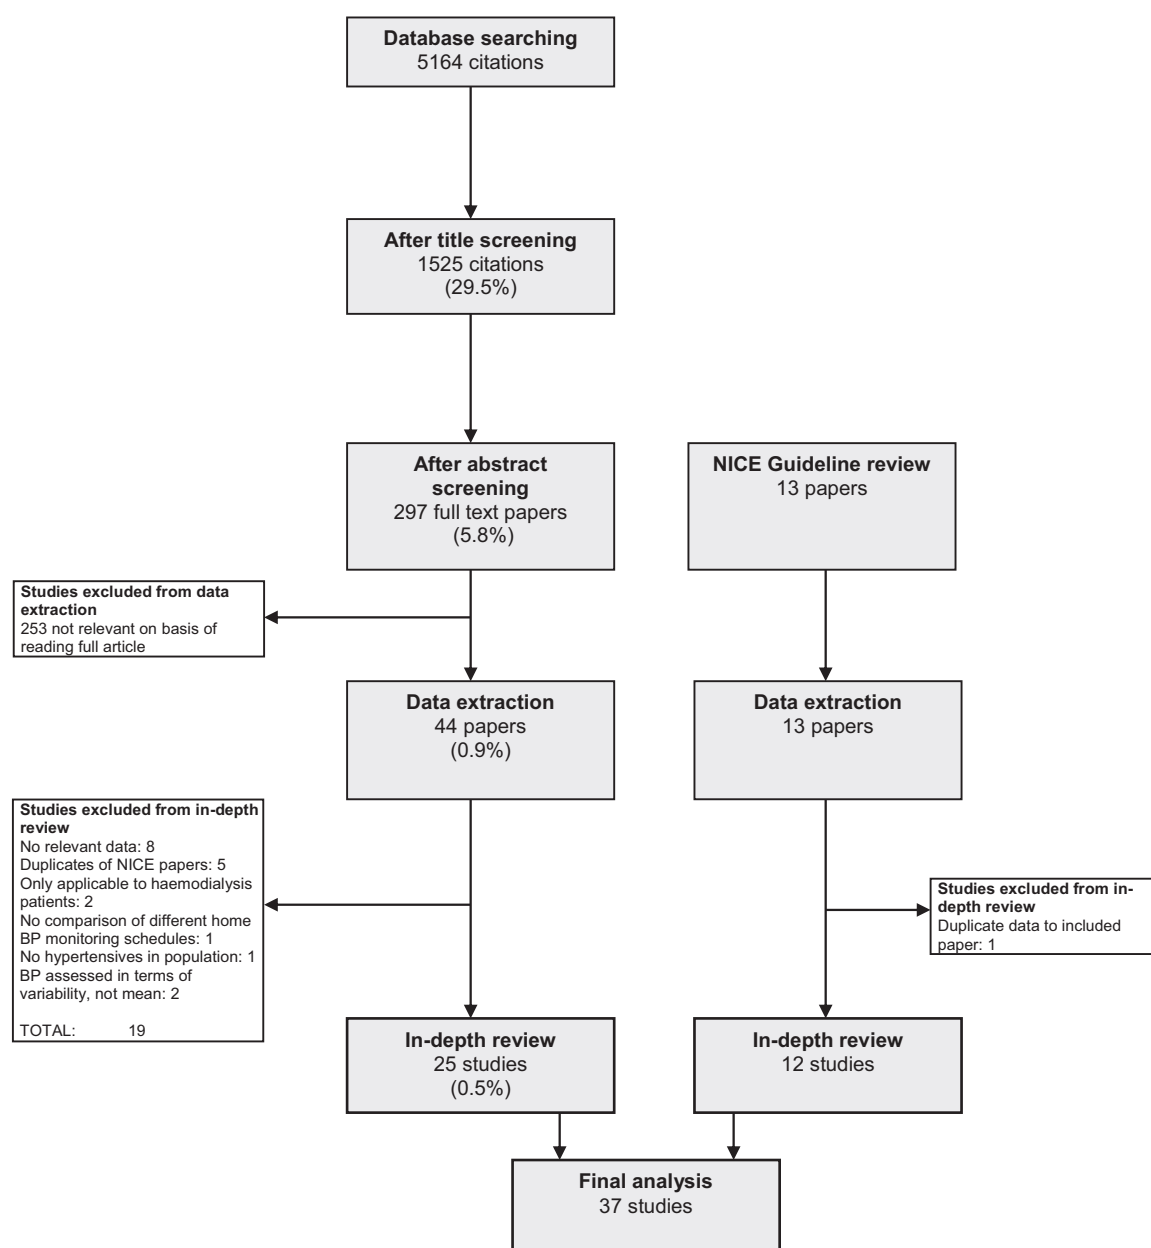 Database searching
5164 citations
After title screening
1525 citations
(29.5%)
After abstract
screening
297 full text papers
(5.8%)
NICE Guideline review
13 papers
Studies excluded from data
extraction
253 not relevant on basis of
reading full article
Data extraction
44 papers
(0.9%)
Data extraction
13 papers
Studies excluded from in-depth
review
No relevant data: 8
Duplicates of NICE papers: 5
Only applicable to haemodialysis
patients: 2
No comparison of different home
BP monitoring schedules: 1
No hypertensives in population: 1
BP assessed in terms of
variability, not mean: 2
TOTAL: 19
Studies excluded from in-
depth review
Duplicate data to included
paper: 1
In-depth review
25 studies
(0.5%)
In-depth review
12 studies
Final analysis
37 studies